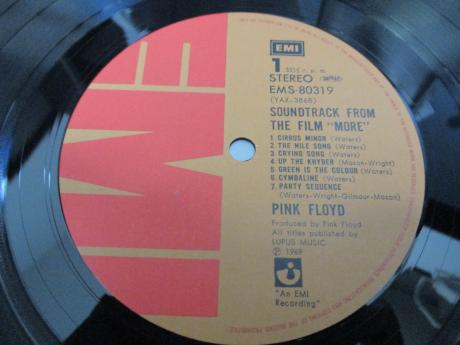 EMI
EMI
1
33⅓ r. p. m.
STEREO
EMS-80319
(YAX-3868)
SOUNDTRACK FROM
THE FILM "MORE"
1. CIRRUS MINOR (Waters)
2. THE NILE SONG (Waters)
3. CRYING SONG (Waters)
4. UP THE KHYBER (Mason-Wright)
5. GREEN IS THE COLOUR (Waters)
6. CYMBALINE (Waters)
7. PARTY SEQUENCE
(Waters-Wright-Gilmour-Mason)
PINK FLOYD
Produced by Pink Floyd
All titles published by
LUPUS MUSIC
℗ 1969
"An EMI
Recording"